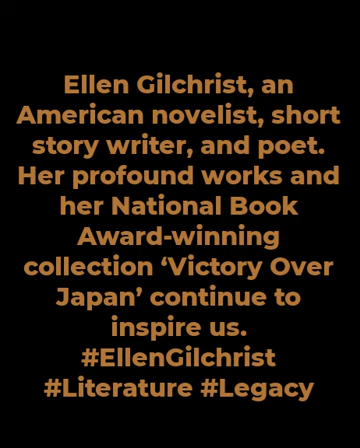 Ellen Gilchrist, an
American novelist, short
story writer, and poet.
Her profound works and
her National Book
Award-winning
collection ‘Victory Over
Japan’ continue to
inspire us.
#EllenGilchrist
#Literature #Legacy